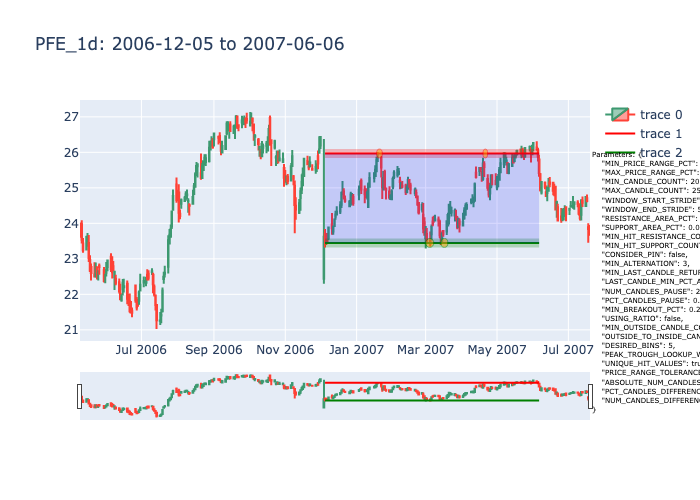 PFE_1d: 2006-12-05 to 2007-06-06
27
26
25
24
23
22
21
Jul 2006
Sep 2006
Nov 2006
Jan 2007
Mar 2007
May 2007
Jul 2007
trace 0
trace 1
trace 2
Parameters: {
"MIN_PRICE_RANGE_PCT":
"MAX_PRICE_RANGE_PCT":
"MIN_CANDLE_COUNT": 20
"MAX_CANDLE_COUNT": 25
"WINDOW_START_STRIDE"
"WINDOW_END_STRIDE": 5
"RESISTANCE_AREA_PCT":
"SUPPORT_AREA_PCT": 0.0
"MIN_HIT_RESISTANCE_CO
"MIN_HIT_SUPPORT_COUNT
"CONSIDER_PIN": false,
"MIN_ALTERNATION": 3,
"MIN_LAST_CANDLE_RETUR
"LAST_CANDLE_MIN_PCT_A
"NUM_CANDLES_PAUSE": 2
"PCT_CANDLES_PAUSE": 0.
"MIN_BREAKOUT_PCT": 0.2
"USING_RATIO": false,
"MIN_OUTSIDE_CANDLE_CO
"OUTSIDE_TO_INSIDE_CAN
"DESIRED_BINS": 5,
"PEAK_TROUGH_LOOKUP_W
"UNIQUE_HIT_VALUES": tru
"PRICE_RANGE_TOLERANC
"ABSOLUTE_NUM_CANDLES
"PCT_CANDLES_DIFFERENC
"NUM_CANDLES_DIFFEREN
}